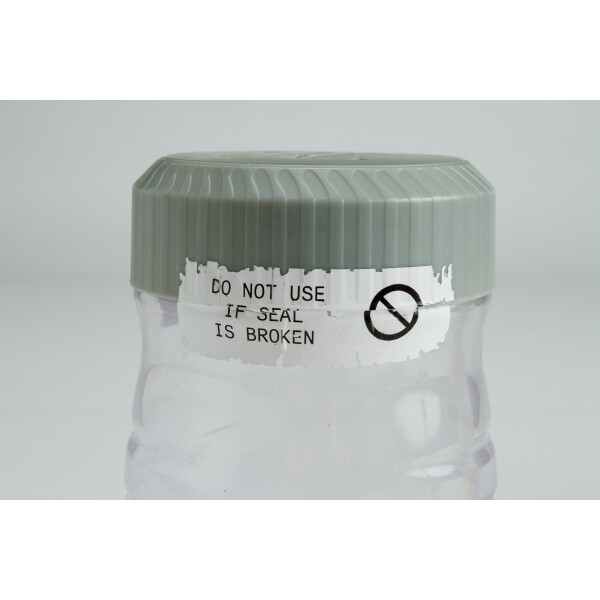 DO NOT USE
IF SEAL
IS BROKEN